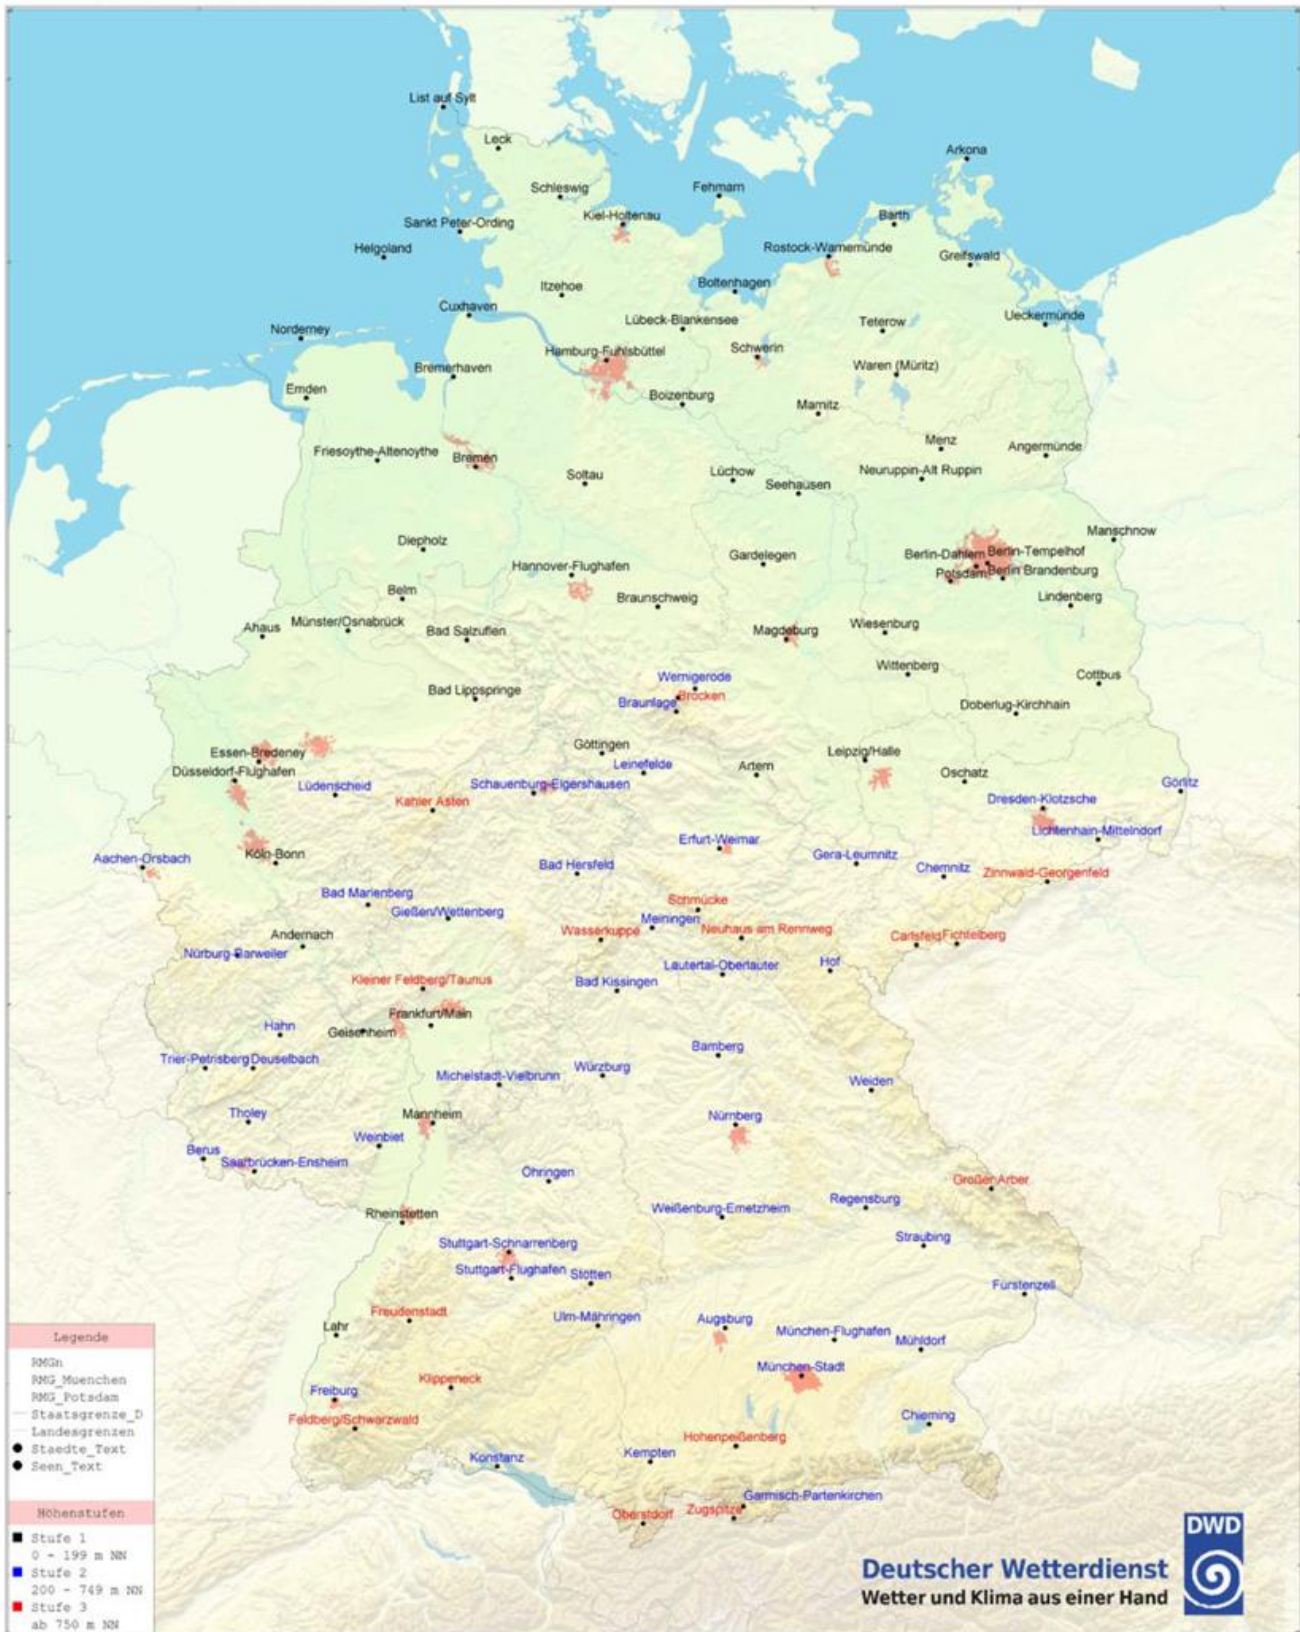 List auf Sylt
Leck
Arkona
Schleswig
Fehmarn
Kiel-Holtenau
Barth
Sankt Peter-Ording
Rostock-Warnemünde
Helgoland
Greifswald
Itzehoe
Boltenhagen
Cuxhaven
Ueckermünde
Lübeck-Blankensee
Teterow
Norderney
Hamburg-Fuhlsbüttel
Schwerin
Bremerhaven
Waren (Müritz)
Emden
Boizenburg
Marnitz
Friesoythe-Altenoythe
Bremen
Menz
Angermünde
Soltau
Lüchow
Neuruppin-Alt Ruppin
Seehausen
Manschnow
Diepholz
Gardelegen
Berlin-Dahlem
Berlin-Tempelhof
Hannover-Flughafen
Potsdam
Berlin Brandenburg
Belm
Braunschweig
Lindenberg
Ahaus
Münster/Osnabrück
Bad Salzuflen
Magdeburg
Wiesenburg
Wittenberg
Wernigerode
Cottbus
Bad Lippspringe
Brocken
Braunlage
Doberlug-Kirchhain
Essen-Bredeney
Göttingen
Leipzig/Halle
Düsseldorf-Flughafen
Leinefelde
Artern
Oschatz
Lüdenscheid
Schauenburg-Elgershausen
Görlitz
Kahler Asten
Dresden-Klotzsche
Lichtenhain-Mittelndorf
Erfurt-Weimar
Aachen-Orsbach
Köln-Bonn
Bad Hersfeld
Gera-Leumnitz
Chemnitz
Zinnwald-Georgenfeld
Bad Marienberg
Schmücke
Gießen/Wettenberg
Meiningen
Andernach
Wasserkuppe
Neuhaus am Rennweg
Carlsfeld
Fichtelberg
Nürburg-Barweiler
Lautertal-Oberlauter
Hof
Kleiner Feldberg/Taunus
Bad Kissingen
Frankfurt/Main
Hahn
Geisenheim
Trier-Petrisberg
Deuselbach
Bamberg
Michelstadt-Vielbrunn
Würzburg
Weiden
Tholey
Mannheim
Nürnberg
Weinbiet
Berus
Saarbrücken-Ensheim
Öhringen
Großer Arber
Weißenburg-Emetzheim
Regensburg
Rheinstetten
Straubing
Stuttgart-Schnarrenberg
Stuttgart-Flughafen
Stötten
Fürstenzell
Freudenstadt
Ulm-Mähringen
Augsburg
Lahr
München-Flughafen
Mühldorf
München-Stadt
Klippeneck
Freiburg
Feldberg/Schwarzwald
Chieming
Hohenpeißenberg
Konstanz
Kempten
Garmisch-Partenkirchen
Oberstdorf
Zugspitze
Legende
RMGn
RMG_Muenchen
RMG_Potsdam
Staatsgrenze_D
Landesgrenzen
Staedte_Text
Seen_Text
Höhenstufen
Stufe 1
0 - 199 m NN
Stufe 2
200 - 749 m NN
Stufe 3
ab 750 m NN
DWD
Deutscher Wetterdienst
Wetter und Klima aus einer Hand